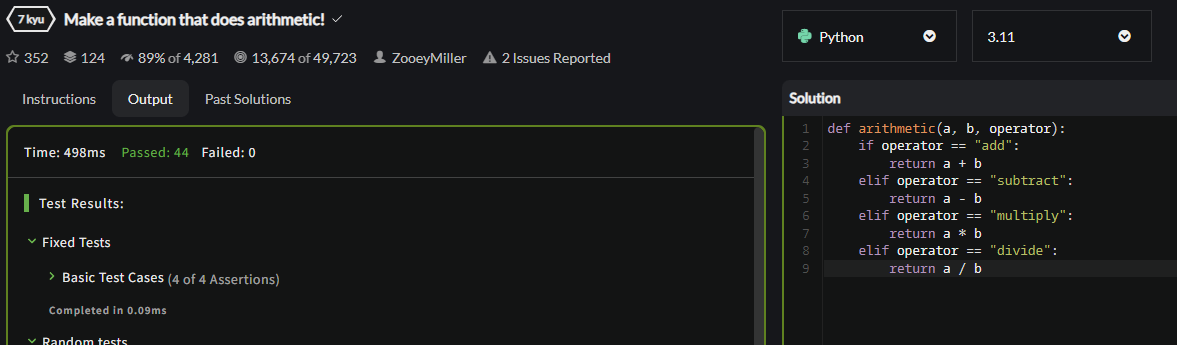 7 kyu Make a function that does arithmetic!
352 124 89% of 4,281 13,674 of 49,723 ZooeyMiller 2 Issues Reported
Python 3.11
Instructions Output Past Solutions
Time: 498ms Passed: 44 Failed: 0
Test Results:
Fixed Tests
Basic Test Cases (4 of 4 Assertions)
Completed in 0.09ms
Random tests
Solution
1 def arithmetic(a, b, operator):
2 if operator == "add":
3 return a + b
4 elif operator == "subtract":
5 return a - b
6 elif operator == "multiply":
7 return a * b
8 elif operator == "divide":
9 return a / b